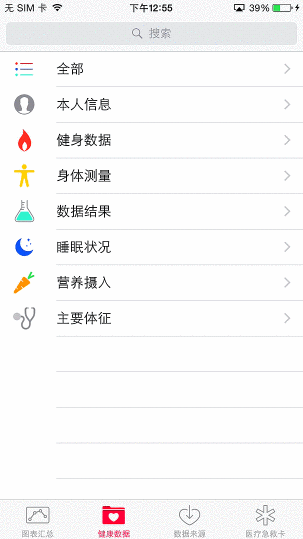 无 SIM 卡 下午12:55 39%
搜索
全部
本人信息
健身数据
身体测量
数据结果
睡眠状况
营养摄入
主要体征
图表汇总 健康数据 数据来源 医疗急救卡